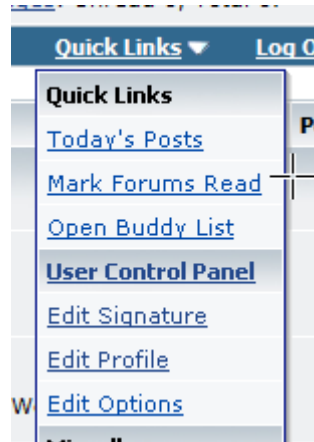 Quick Links Log O
Quick Links
Today's Posts
Mark Forums Read
Open Buddy List
User Control Panel
Edit Signature
Edit Profile
Edit Options